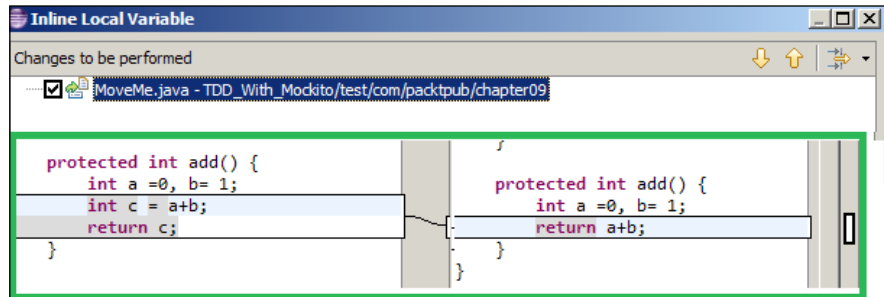 Inline Local Variable
Changes to be performed
MoveMe.java - TDD_With_Mockito/test/com/packtpub/chapter09
protected int add() {
int a =0, b= 1;
int c = a+b;
return c;
}
}
protected int add() {
int a =0, b= 1;
return a+b;
}
}